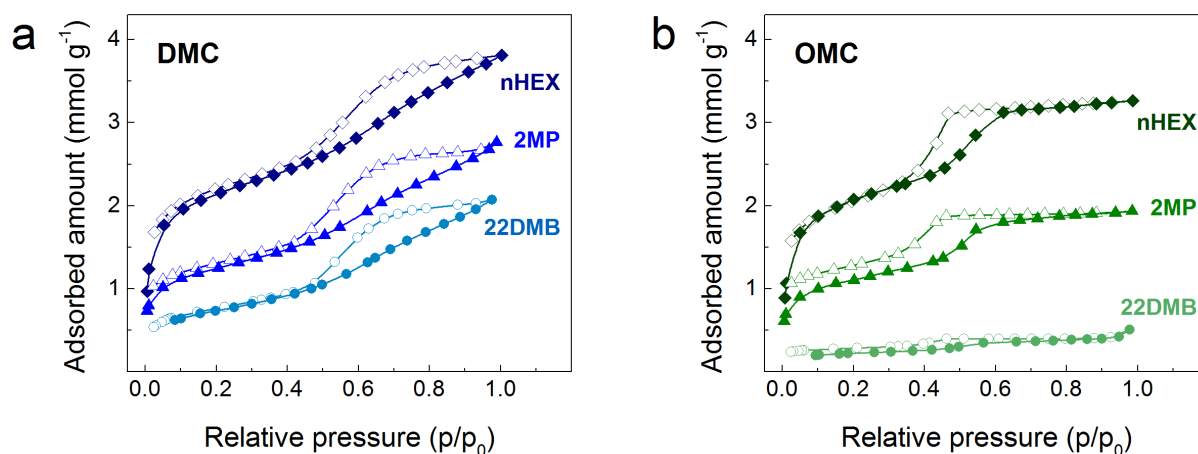 a
DMC
nHEX
2MP
22DMB
4
3
2
1
0.0 0.2 0.4 0.6 0.8 1.0
Adsorbed amount (mmol g⁻¹)
Relative pressure (p/p₀)
b
OMC
nHEX
2MP
22DMB
4
3
2
1
0.0 0.2 0.4 0.6 0.8 1.0
Adsorbed amount (mmol g⁻¹)
Relative pressure (p/p₀)